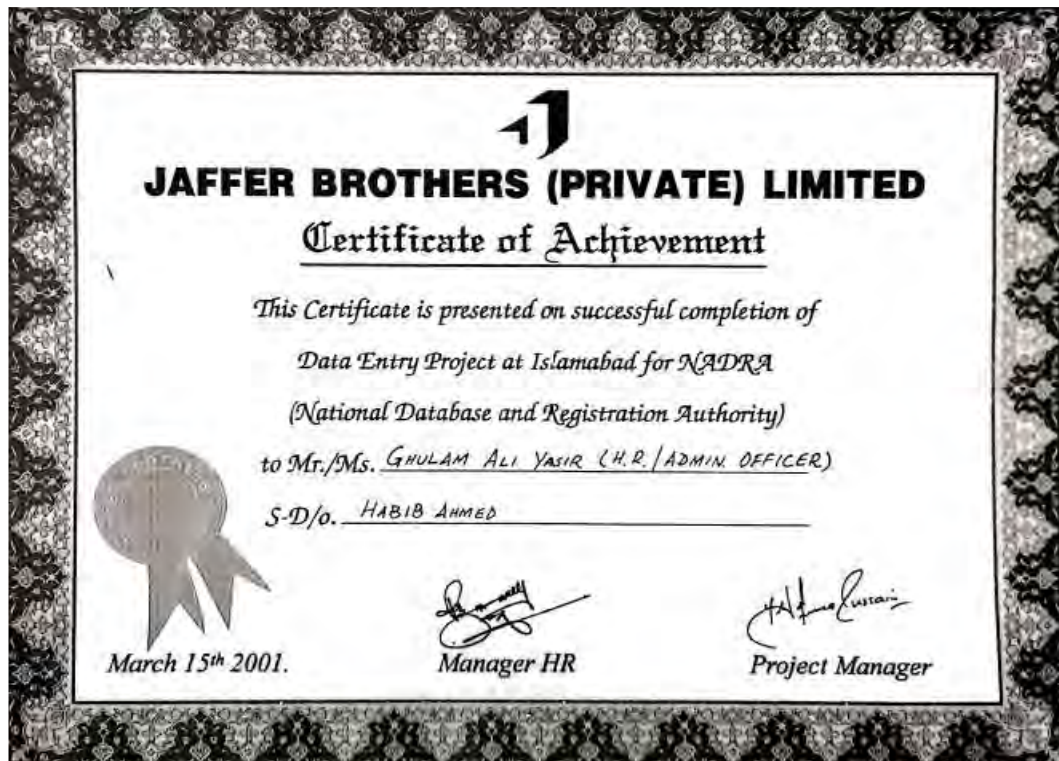 JAFFER BROTHERS (PRIVATE) LIMITED
Certificate of Achievement
This Certificate is presented on successful completion of
Data Entry Project at Islamabad for NADRA
(National Database and Registration Authority)
to Mr./Ms. GHULAM ALI YASIR (H.R./ADMIN. OFFICER)
S-D/o. HABIB AHMED
March 15th 2001.
Manager HR
Project Manager